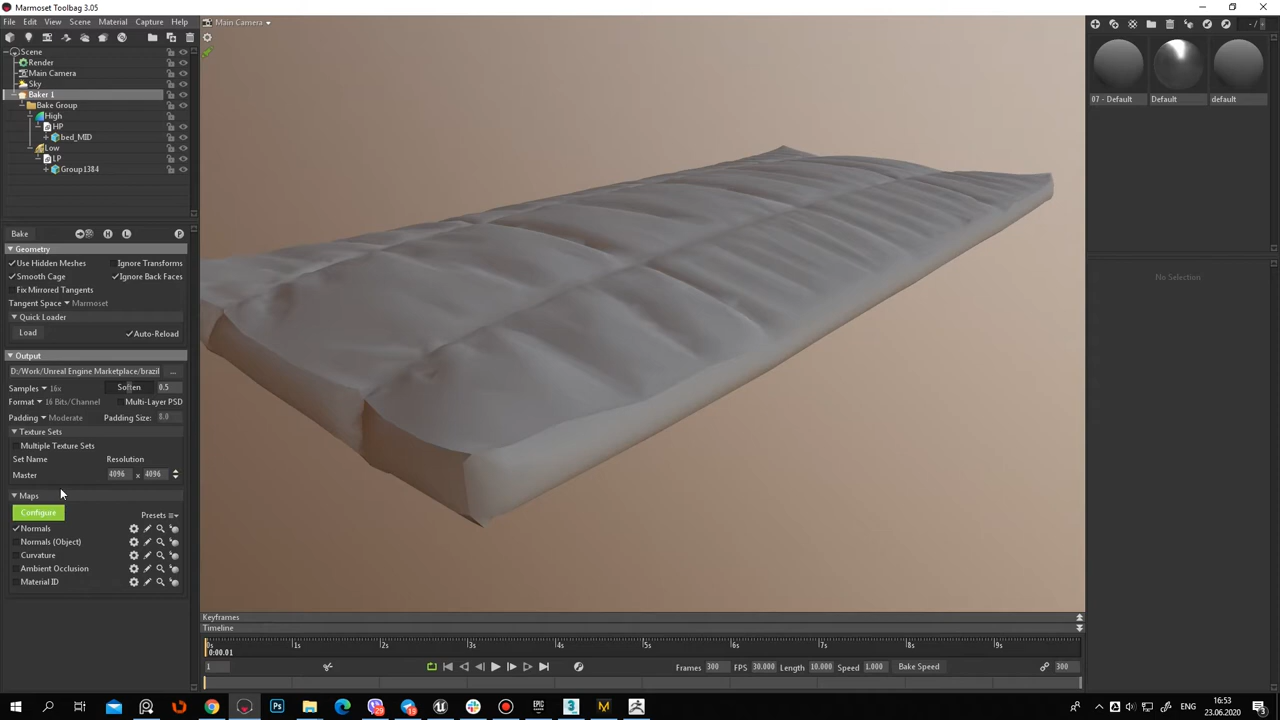 Marmoset Toolbag 3.05
File Edit View Scene Material Capture Help
Main Camera
- /
Scene
Render
Main Camera
Sky
Baker 1
Bake Group
High
HP
bed_MID
Low
LP
Group1384
07 - Default Default default
No Selection
Bake H L P
Geometry
Use Hidden Meshes Ignore Transforms
Smooth Cage Ignore Back Faces
Fix Mirrored Tangents
Tangent Space Marmoset
Quick Loader
Load Auto-Reload
Output
D:/Work/Unreal Engine Marketplace/brazil ...
Samples 16x Soften 0.5
Format 16 Bits/Channel Multi-Layer PSD
Padding Moderate Padding Size: 8.0
Texture Sets
Multiple Texture Sets
Set Name Resolution
Master 4096 x 4096
Maps
Configure Presets
Normals
Normals (Object)
Curvature
Ambient Occlusion
Material ID
Keyframes
Timeline
0s 1s 2s 3s 4s 5s 6s 7s 8s 9s
0:00.01
1 Frames 300 FPS 30.000 Length 10.000 Speed 1.000 Bake Speed 300
Ps EPIC GAMES 3 M
ENG 16:53
23.06.2020